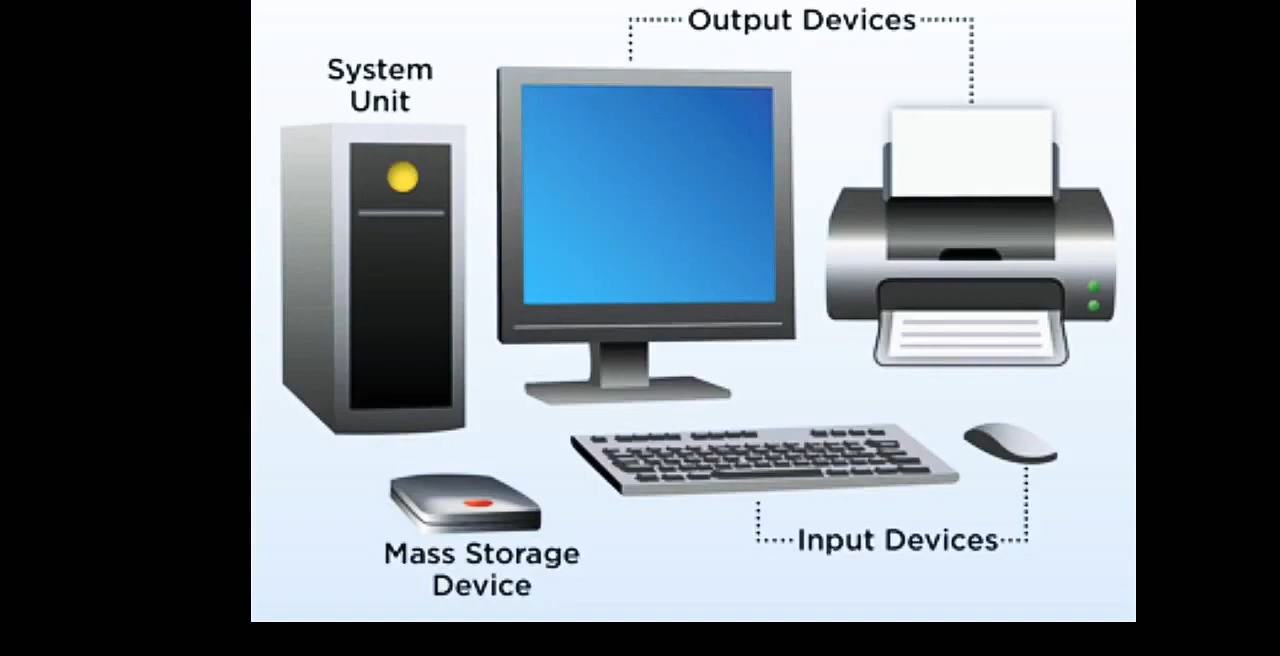 Output Devices
System
Unit
Input Devices
Mass Storage
Device